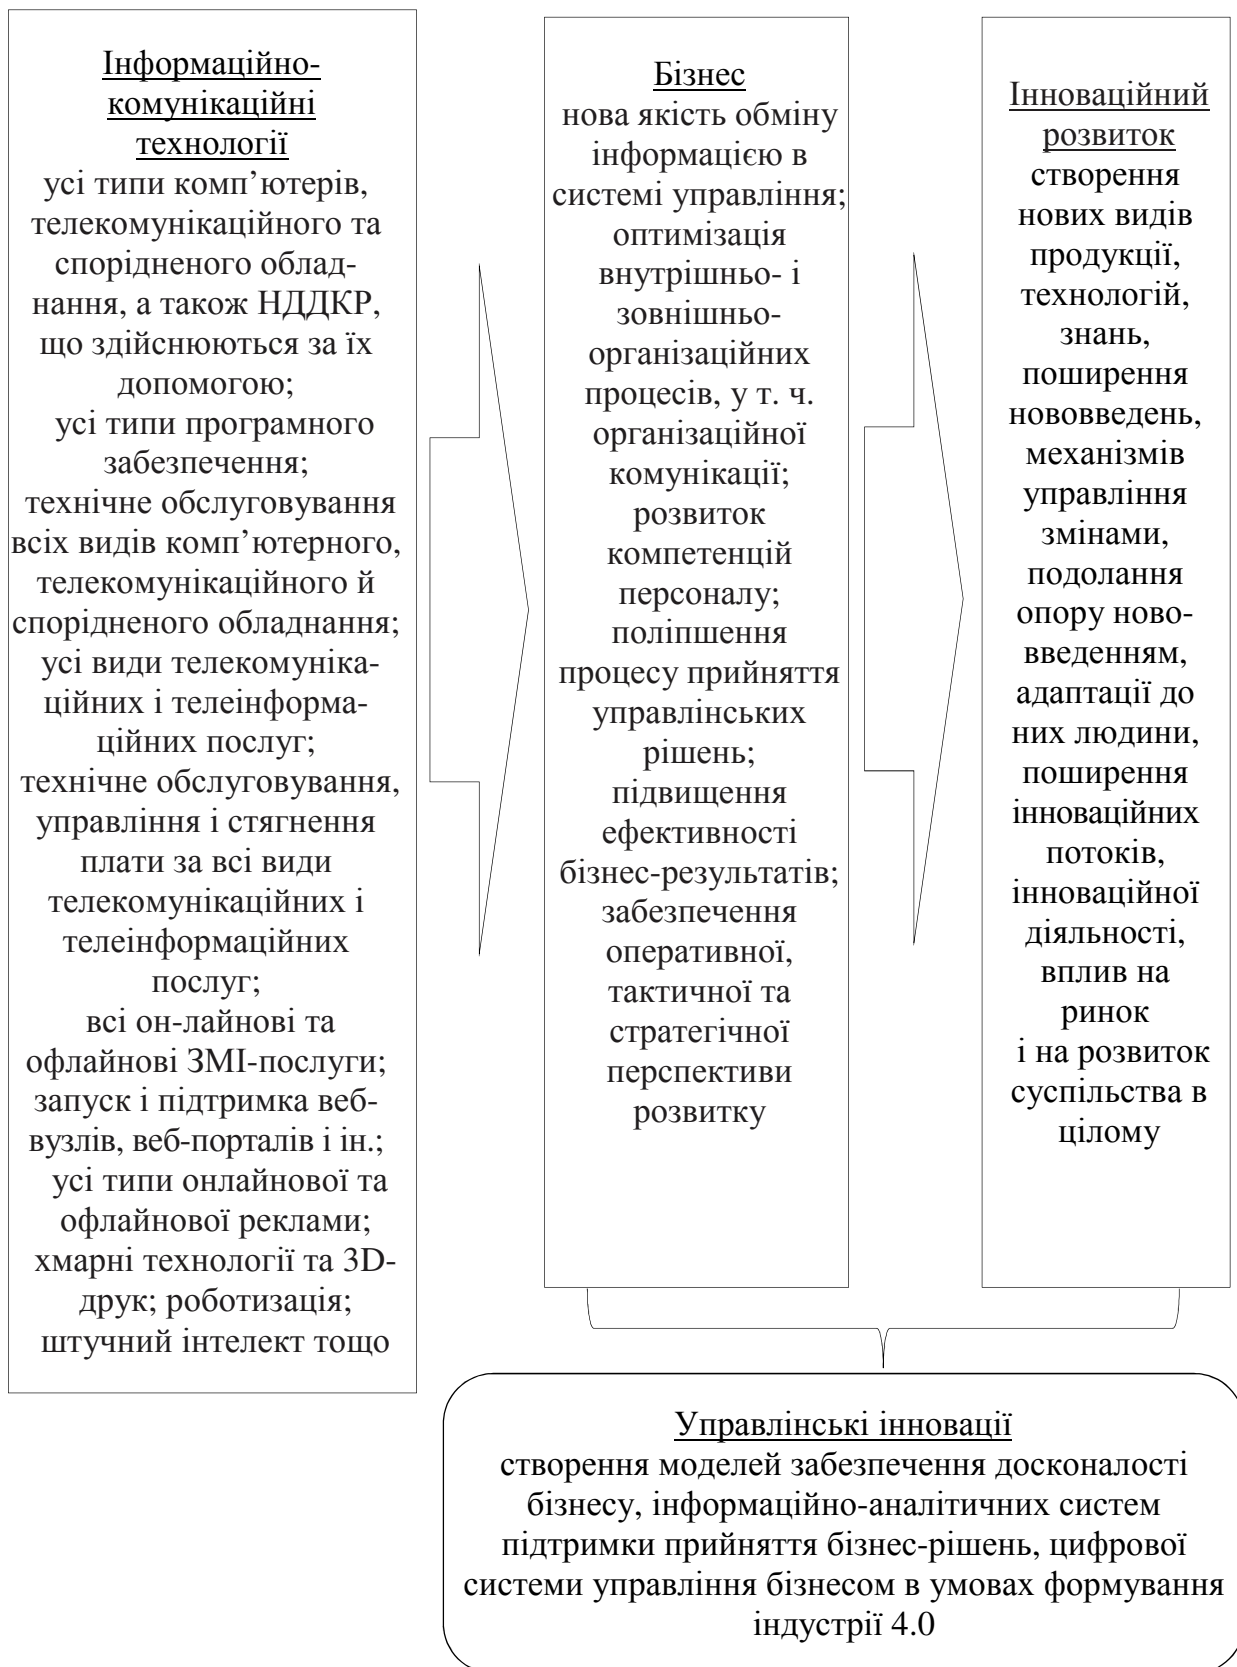 Інформаційно-
комунікаційні
технології
усі типи комп’ютерів,
телекомунікаційного та
спорідненого облад-
нання, а також НДДКР,
що здійснюються за їх
допомогою;
усі типи програмного
забезпечення;
технічне обслуговування
всіх видів комп’ютерного,
телекомунікаційного й
спорідненого обладнання;
усі види телекомуніка-
ційних і телеінформа-
ційних послуг;
технічне обслуговування,
управління і стягнення
плати за всі види
телекомунікаційних і
телеінформаційних
послуг;
всі он-лайнові та
офлайнові ЗМІ-послуги;
запуск і підтримка веб-
вузлів, веб-порталів і ін.;
усі типи онлайнової та
офлайнової реклами;
хмарні технології та 3D-
друк; роботизація;
штучний інтелект тощо
Бізнес
нова якість обміну
інформацією в
системі управління;
оптимізація
внутрішньо- і
зовнішньо-
організаційних
процесів, у т. ч.
організаційної
комунікації;
розвиток
компетенцій
персоналу;
поліпшення
процесу прийняття
управлінських
рішень;
підвищення
ефективності
бізнес-результатів;
забезпечення
оперативної,
тактичної та
стратегічної
перспективи
розвитку
Інноваційний
розвиток
створення
нових видів
продукції,
технологій,
знань,
поширення
нововведень,
механізмів
управління
змінами,
подолання
опору ново-
введенням,
адаптації до
них людини,
поширення
інноваційних
потоків,
інноваційної
діяльності,
вплив на
ринок
і на розвиток
суспільства в
цілому
Управлінські інновації
створення моделей забезпечення досконалості
бізнесу, інформаційно-аналітичних систем
підтримки прийняття бізнес-рішень, цифрової
системи управління бізнесом в умовах формування
індустрії 4.0